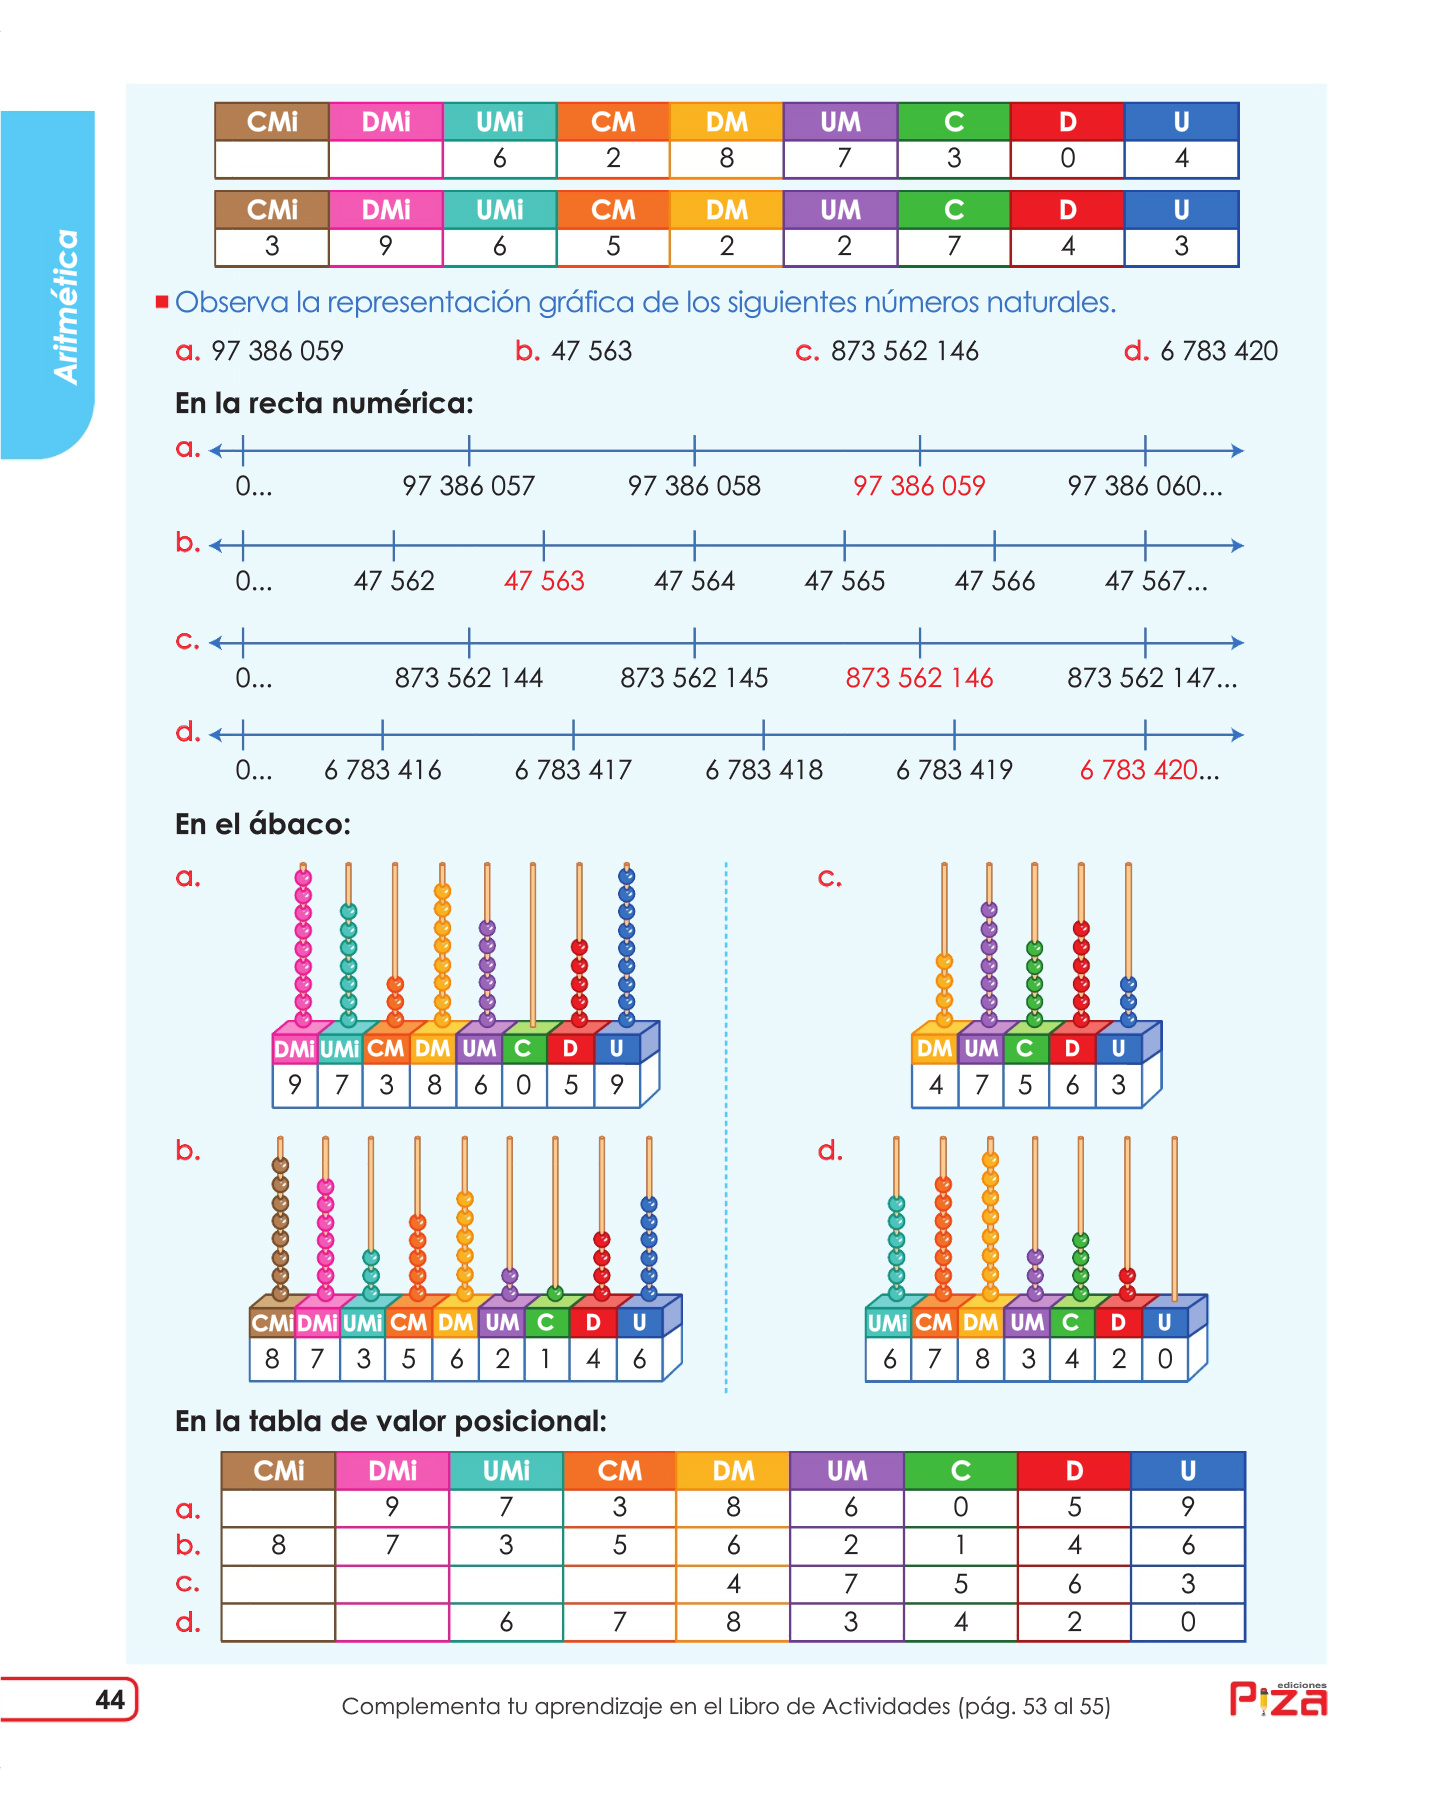 Aritmética
CMi DMi UMi CM DM UM C D U
6 2 8 7 3 0 4
CMi DMi UMi CM DM UM C D U
3 9 6 5 2 2 7 4 3
Observa la representación gráfica de los siguientes números naturales.
a. 97 386 059 b. 47 563 c. 873 562 146 d. 6 783 420
En la recta numérica:
a.
0... 97 386 057 97 386 058 97 386 059 97 386 060...
b.
0... 47 562 47 563 47 564 47 565 47 566 47 567...
c.
0... 873 562 144 873 562 145 873 562 146 873 562 147...
d.
0... 6 783 416 6 783 417 6 783 418 6 783 419 6 783 420...
En el ábaco:
a.
DMi UMi CM DM UM C D U
9 7 3 8 6 0 5 9
c.
DM UM C D U
4 7 5 6 3
b.
CMi DMi UMi CM DM UM C D U
8 7 3 5 6 2 1 4 6
d.
UMi CM DM UM C D U
6 7 8 3 4 2 0
En la tabla de valor posicional:
CMi DMi UMi CM DM UM C D U
a. 9 7 3 8 6 0 5 9
b. 8 7 3 5 6 2 1 4 6
c. 4 7 5 6 3
d. 6 7 8 3 4 2 0
44
Complementa tu aprendizaje en el Libro de Actividades (pág. 53 al 55)
ediciones
Piza